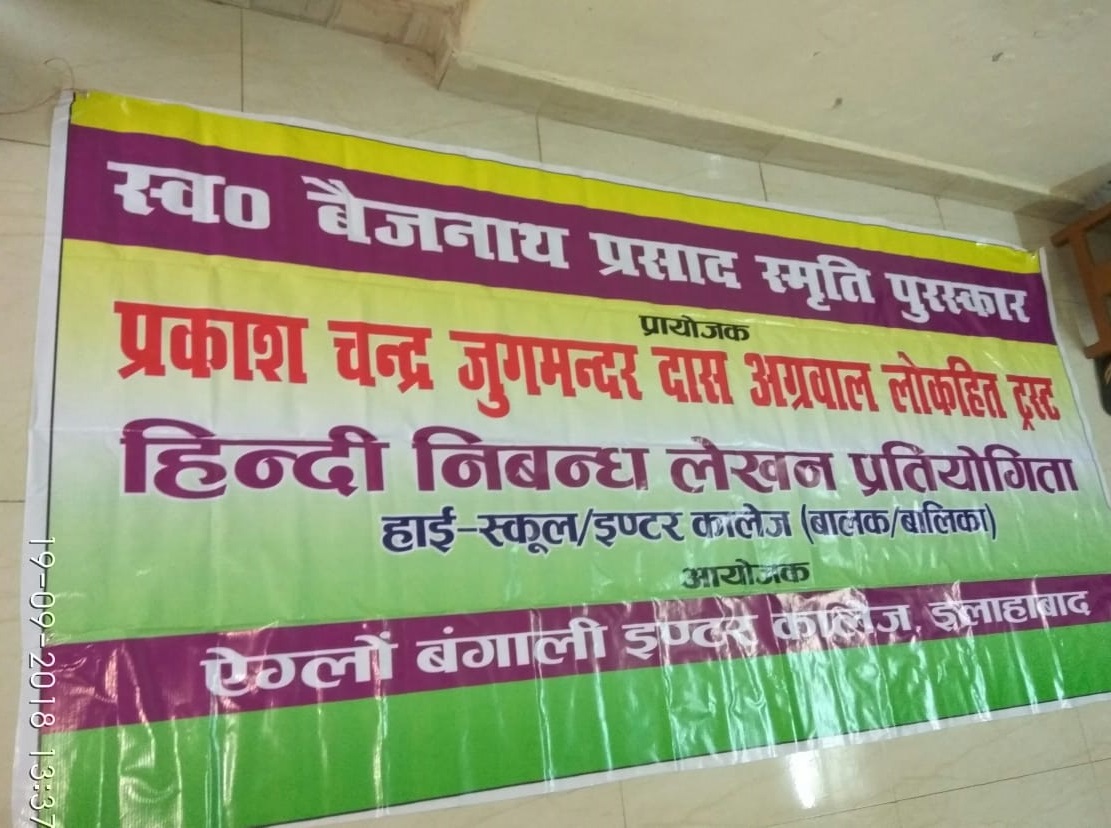 स्व० बैजनाथ प्रसाद स्मृति पुरस्कार
प्रायोजक
प्रकाश चन्द्र जुगमन्दर दास अग्रवाल लोकहित ट्रस्ट
हिन्दी निबन्ध लेखन प्रतियोगिता
हाई-स्कूल/इण्टर कालेज (बालक/बालिका)
आयोजक
ऐग्लों बंगाली इण्टर कालेज, इलाहाबाद
19-09-2018 13:37